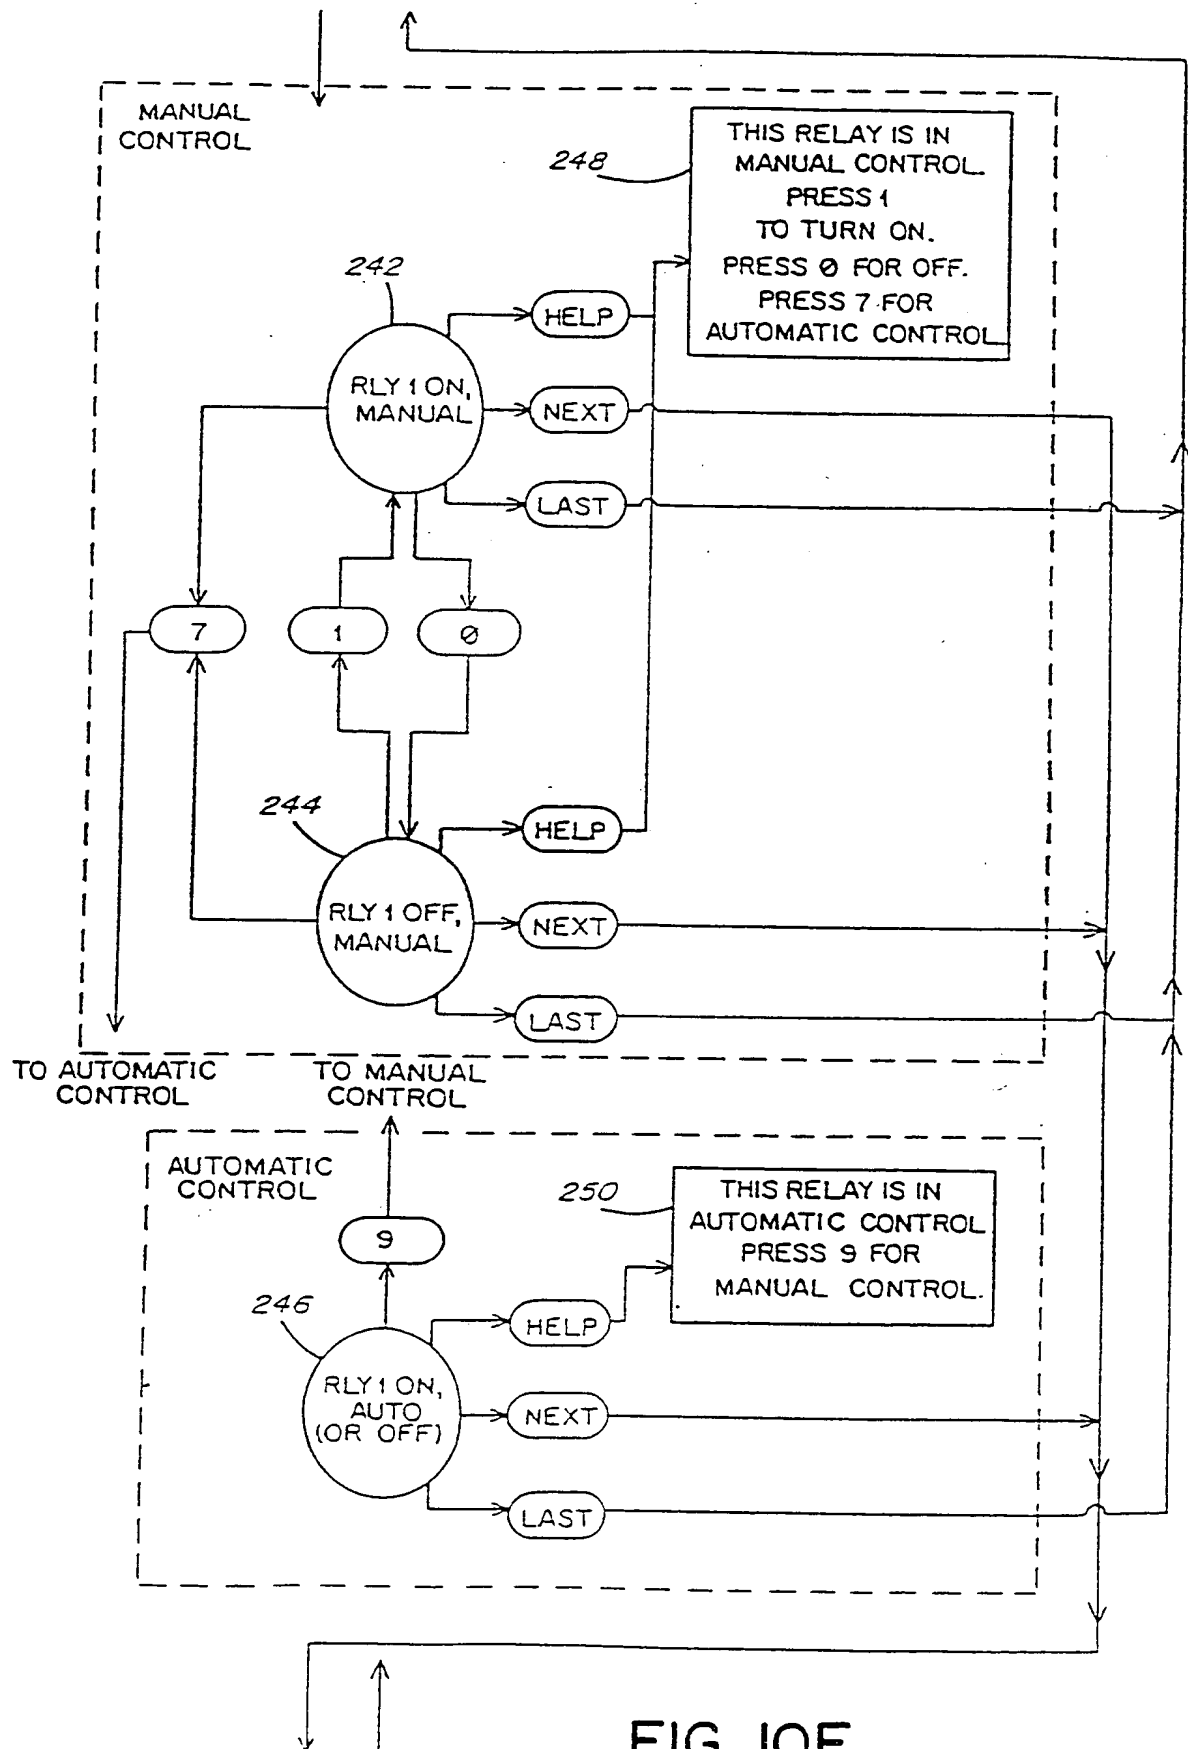 MANUAL
CONTROL
248
THIS RELAY IS IN
MANUAL CONTROL.
PRESS 1
TO TURN ON.
PRESS 0 FOR OFF.
PRESS 7 FOR
AUTOMATIC CONTROL
242
RLY 1 ON,
MANUAL
HELP
NEXT
LAST
7
1
0
244
RLY 1 OFF,
MANUAL
HELP
NEXT
LAST
TO AUTOMATIC
CONTROL
TO MANUAL
CONTROL
AUTOMATIC
CONTROL
9
250
THIS RELAY IS IN
AUTOMATIC CONTROL
PRESS 9 FOR
MANUAL CONTROL.
246
RLY 1 ON,
AUTO
(OR OFF)
HELP
NEXT
LAST
FIG. 10